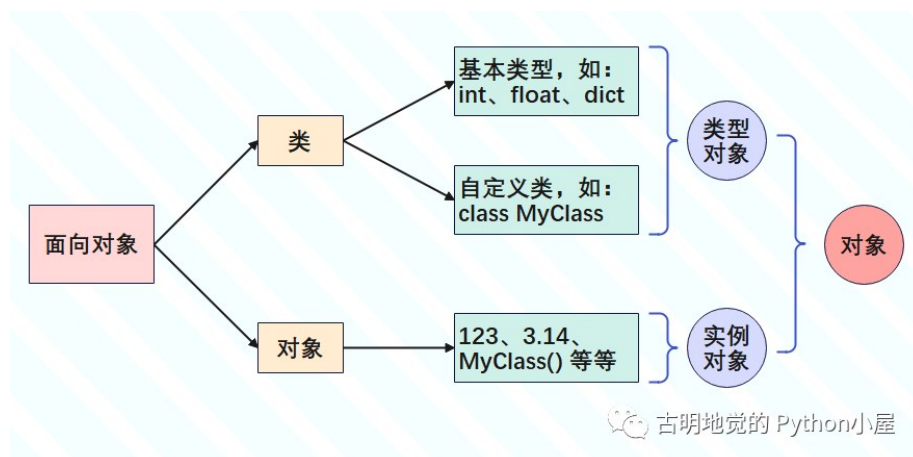 面向对象
类
对象
基本类型，如：
int、float、dict
自定义类，如：
class MyClass
123、3.14、
MyClass() 等等
类型
对象
实例
对象
对象
古明地觉的 Python小屋